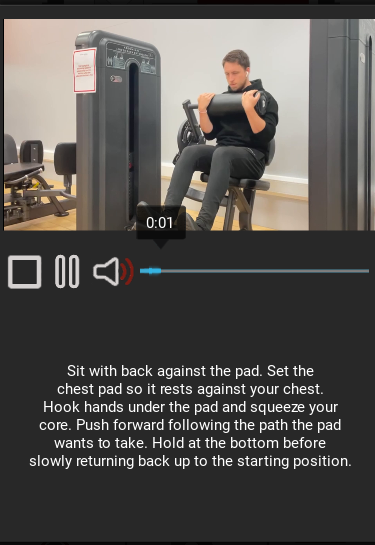 0:01
Sit with back against the pad. Set the
chest pad so it rests against your chest.
Hook hands under the pad and squeeze your
core. Push forward following the path the pad
wants to take. Hold at the bottom before
slowly returning back up to the starting position.